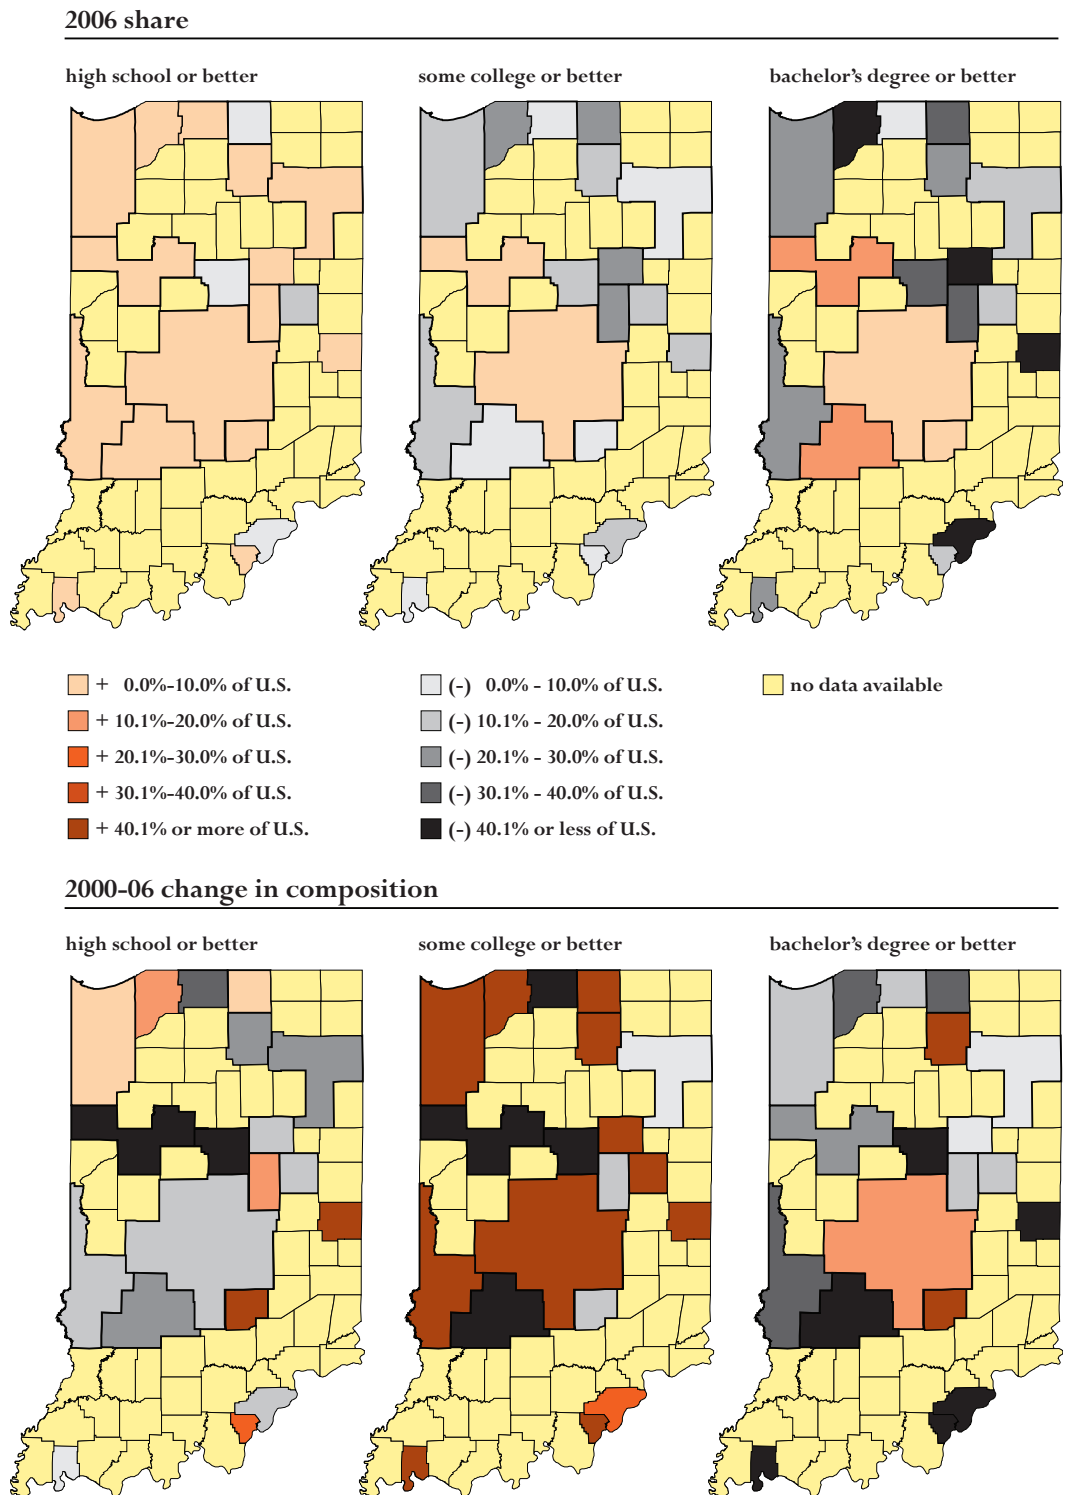 2006 share
high school or better
some college or better
bachelor's degree or better
+ 0.0%-10.0% of U.S.
+ 10.1%-20.0% of U.S.
+ 20.1%-30.0% of U.S.
+ 30.1%-40.0% of U.S.
+ 40.1% or more of U.S.
(-) 0.0% - 10.0% of U.S.
(-) 10.1% - 20.0% of U.S.
(-) 20.1% - 30.0% of U.S.
(-) 30.1% - 40.0% of U.S.
(-) 40.1% or less of U.S.
no data available
2000-06 change in composition
high school or better
some college or better
bachelor's degree or better